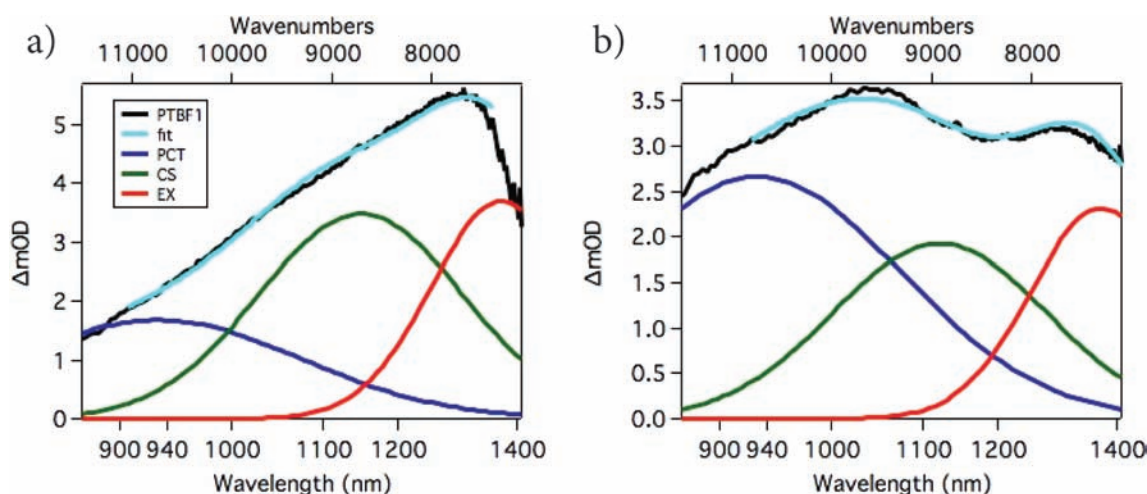 a)
Wavenumbers
11000 10000 9000 8000
ΔmOD
5
4
3
2
1
0
PTBF1
fit
PCT
CS
EX
900 940 1000 1100 1200 1400
Wavelength (nm)
b)
Wavenumbers
11000 10000 9000 8000
ΔmOD
3.5
3.0
2.5
2.0
1.5
1.0
0.5
0.0
900 940 1000 1100 1200 1400
Wavelength (nm)